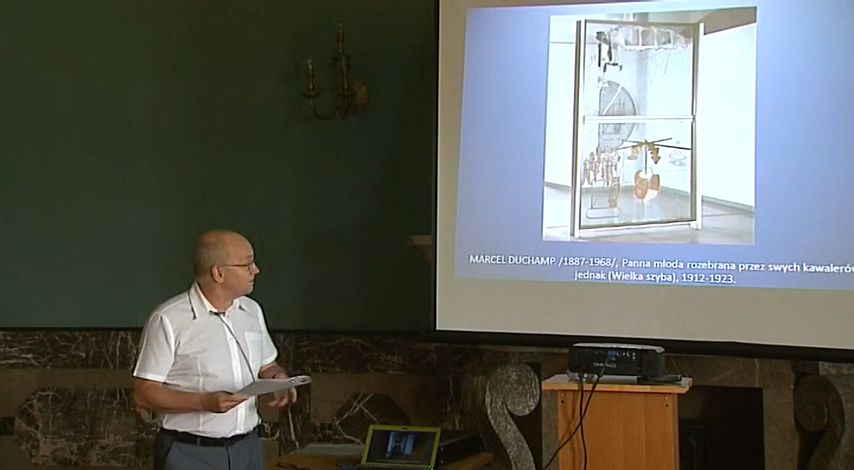 MARCEL DUCHAMP /1887-1968/, Panna młoda rozebrana przez swych kawalerów
jednak (Wielka szyba), 1912-1923.